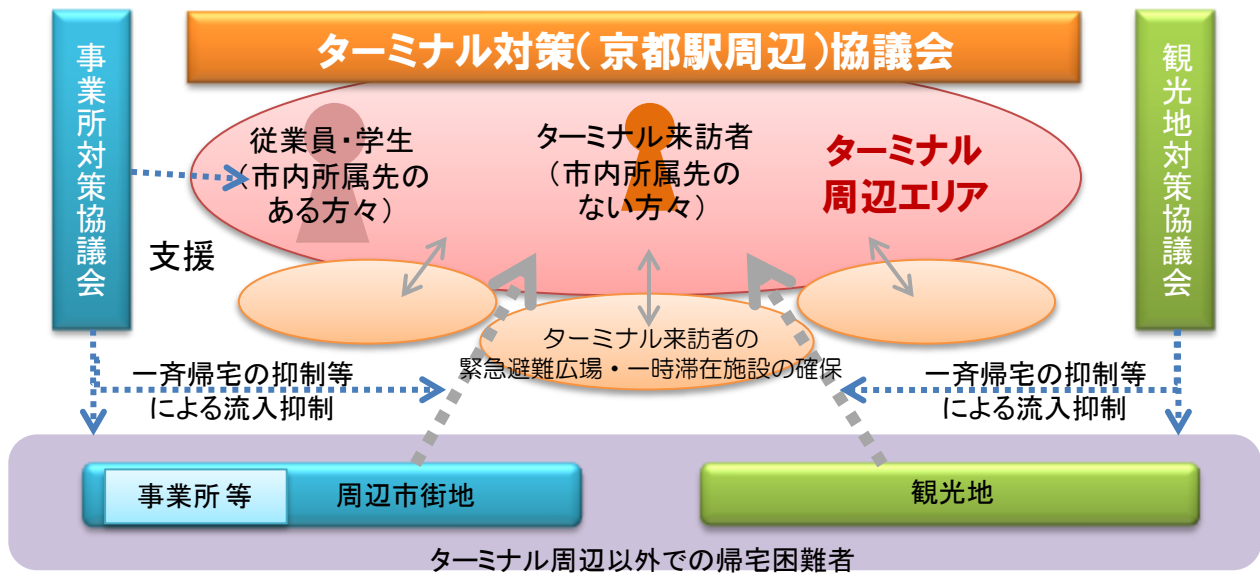 ターミナル対策(京都駅周辺)協議会
事業所対策協議会
観光地対策協議会
従業員・学生
(市内所属先の
ある方々)
ターミナル来訪者
(市内所属先の
ない方々)
ターミナル
周辺エリア
支援
ターミナル来訪者の
緊急避難広場・一時滞在施設の確保
一斉帰宅の抑制等
による流入抑制
一斉帰宅の抑制等
による流入抑制
事業所等
周辺市街地
観光地
ターミナル周辺以外での帰宅困難者